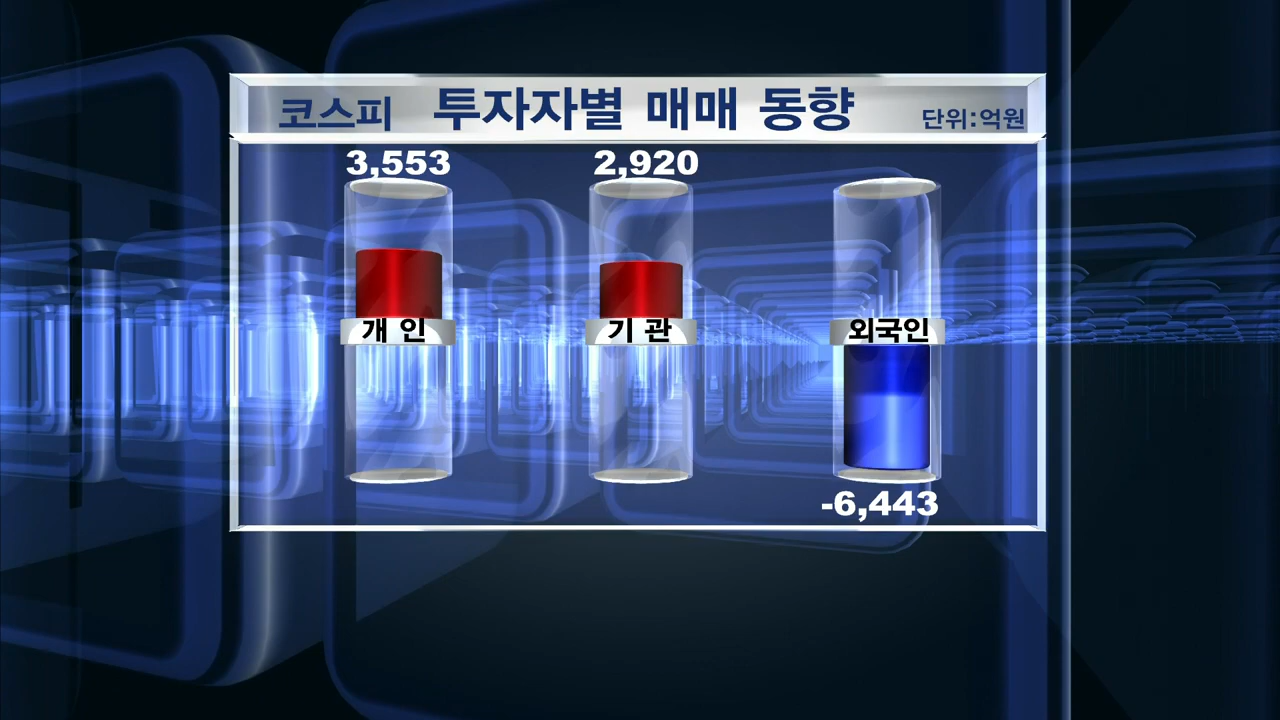 코스피 투자자별 매매 동향 단위:억원
3,553 2,920
개인 기관 외국인
-6,443